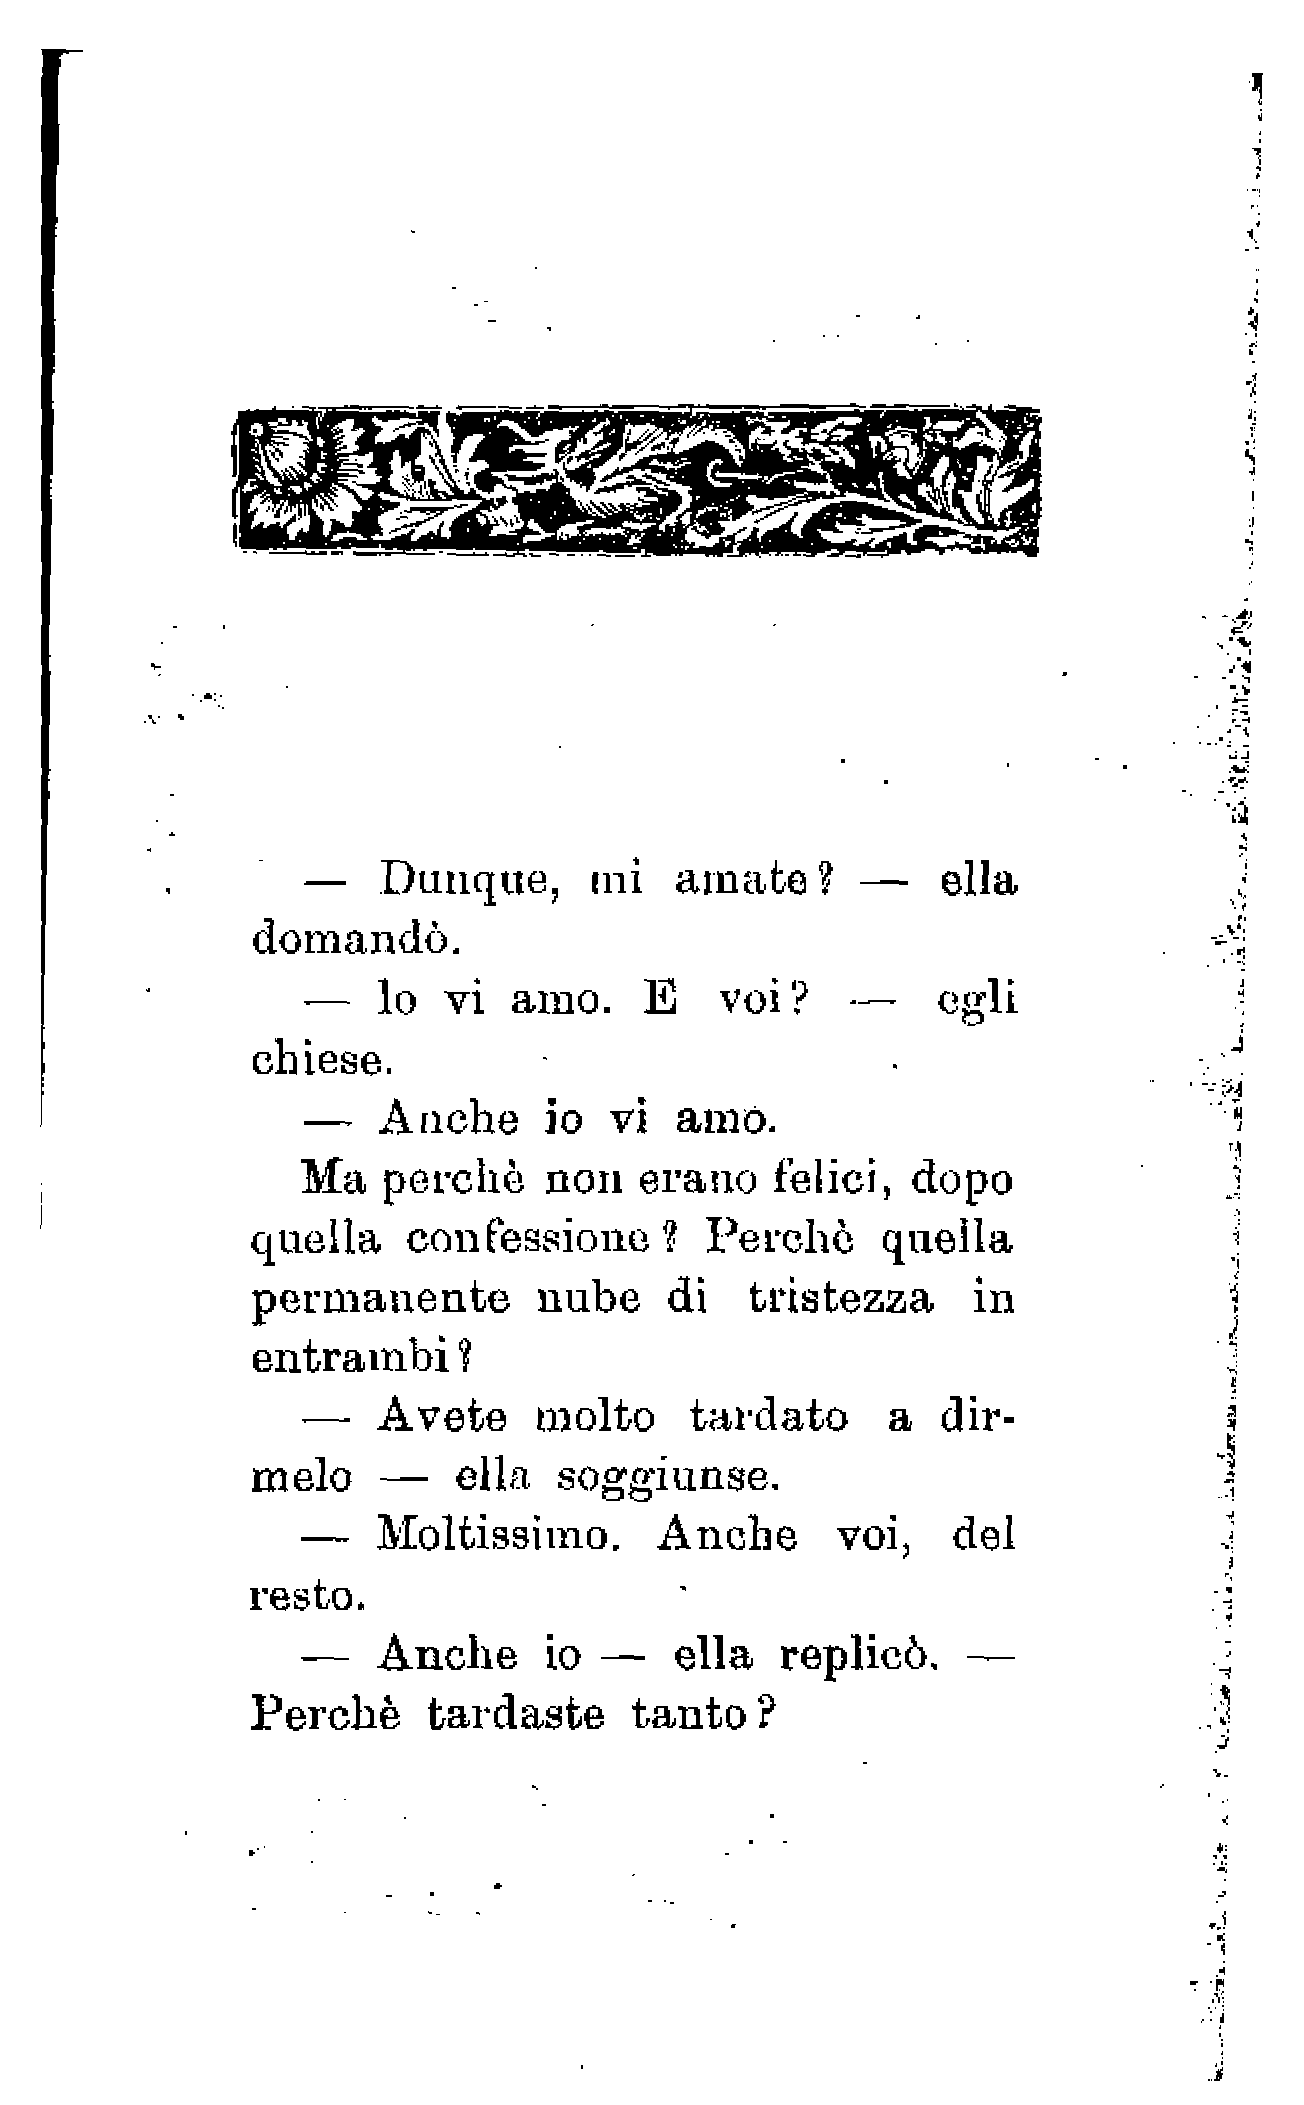 — Dunque, mi amate? — ella
domandò.
— Io vi amo. E voi? — egli
chiese.
— Anche io vi amo.
Ma perchè non erano felici, dopo
quella confessione? Perchè quella
permanente nube di tristezza in
entrambi?
— Avete molto tardato a dir-
melo — ella soggiunse.
— Moltissimo. Anche voi, del
resto.
— Anche io — ella replicò. —
Perchè tardaste tanto?